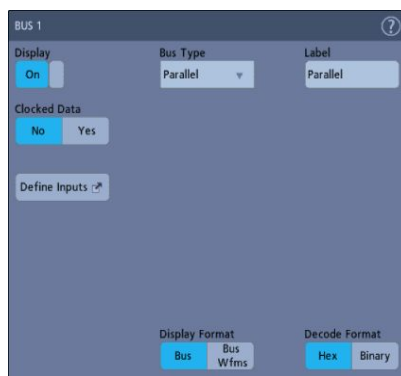 BUS 1
?
Display
Bus Type
Label
On
Parallel
Parallel
Clocked Data
No
Yes
Define Inputs
Display Format
Decode Format
Bus
Bus
Wfms
Hex
Binary